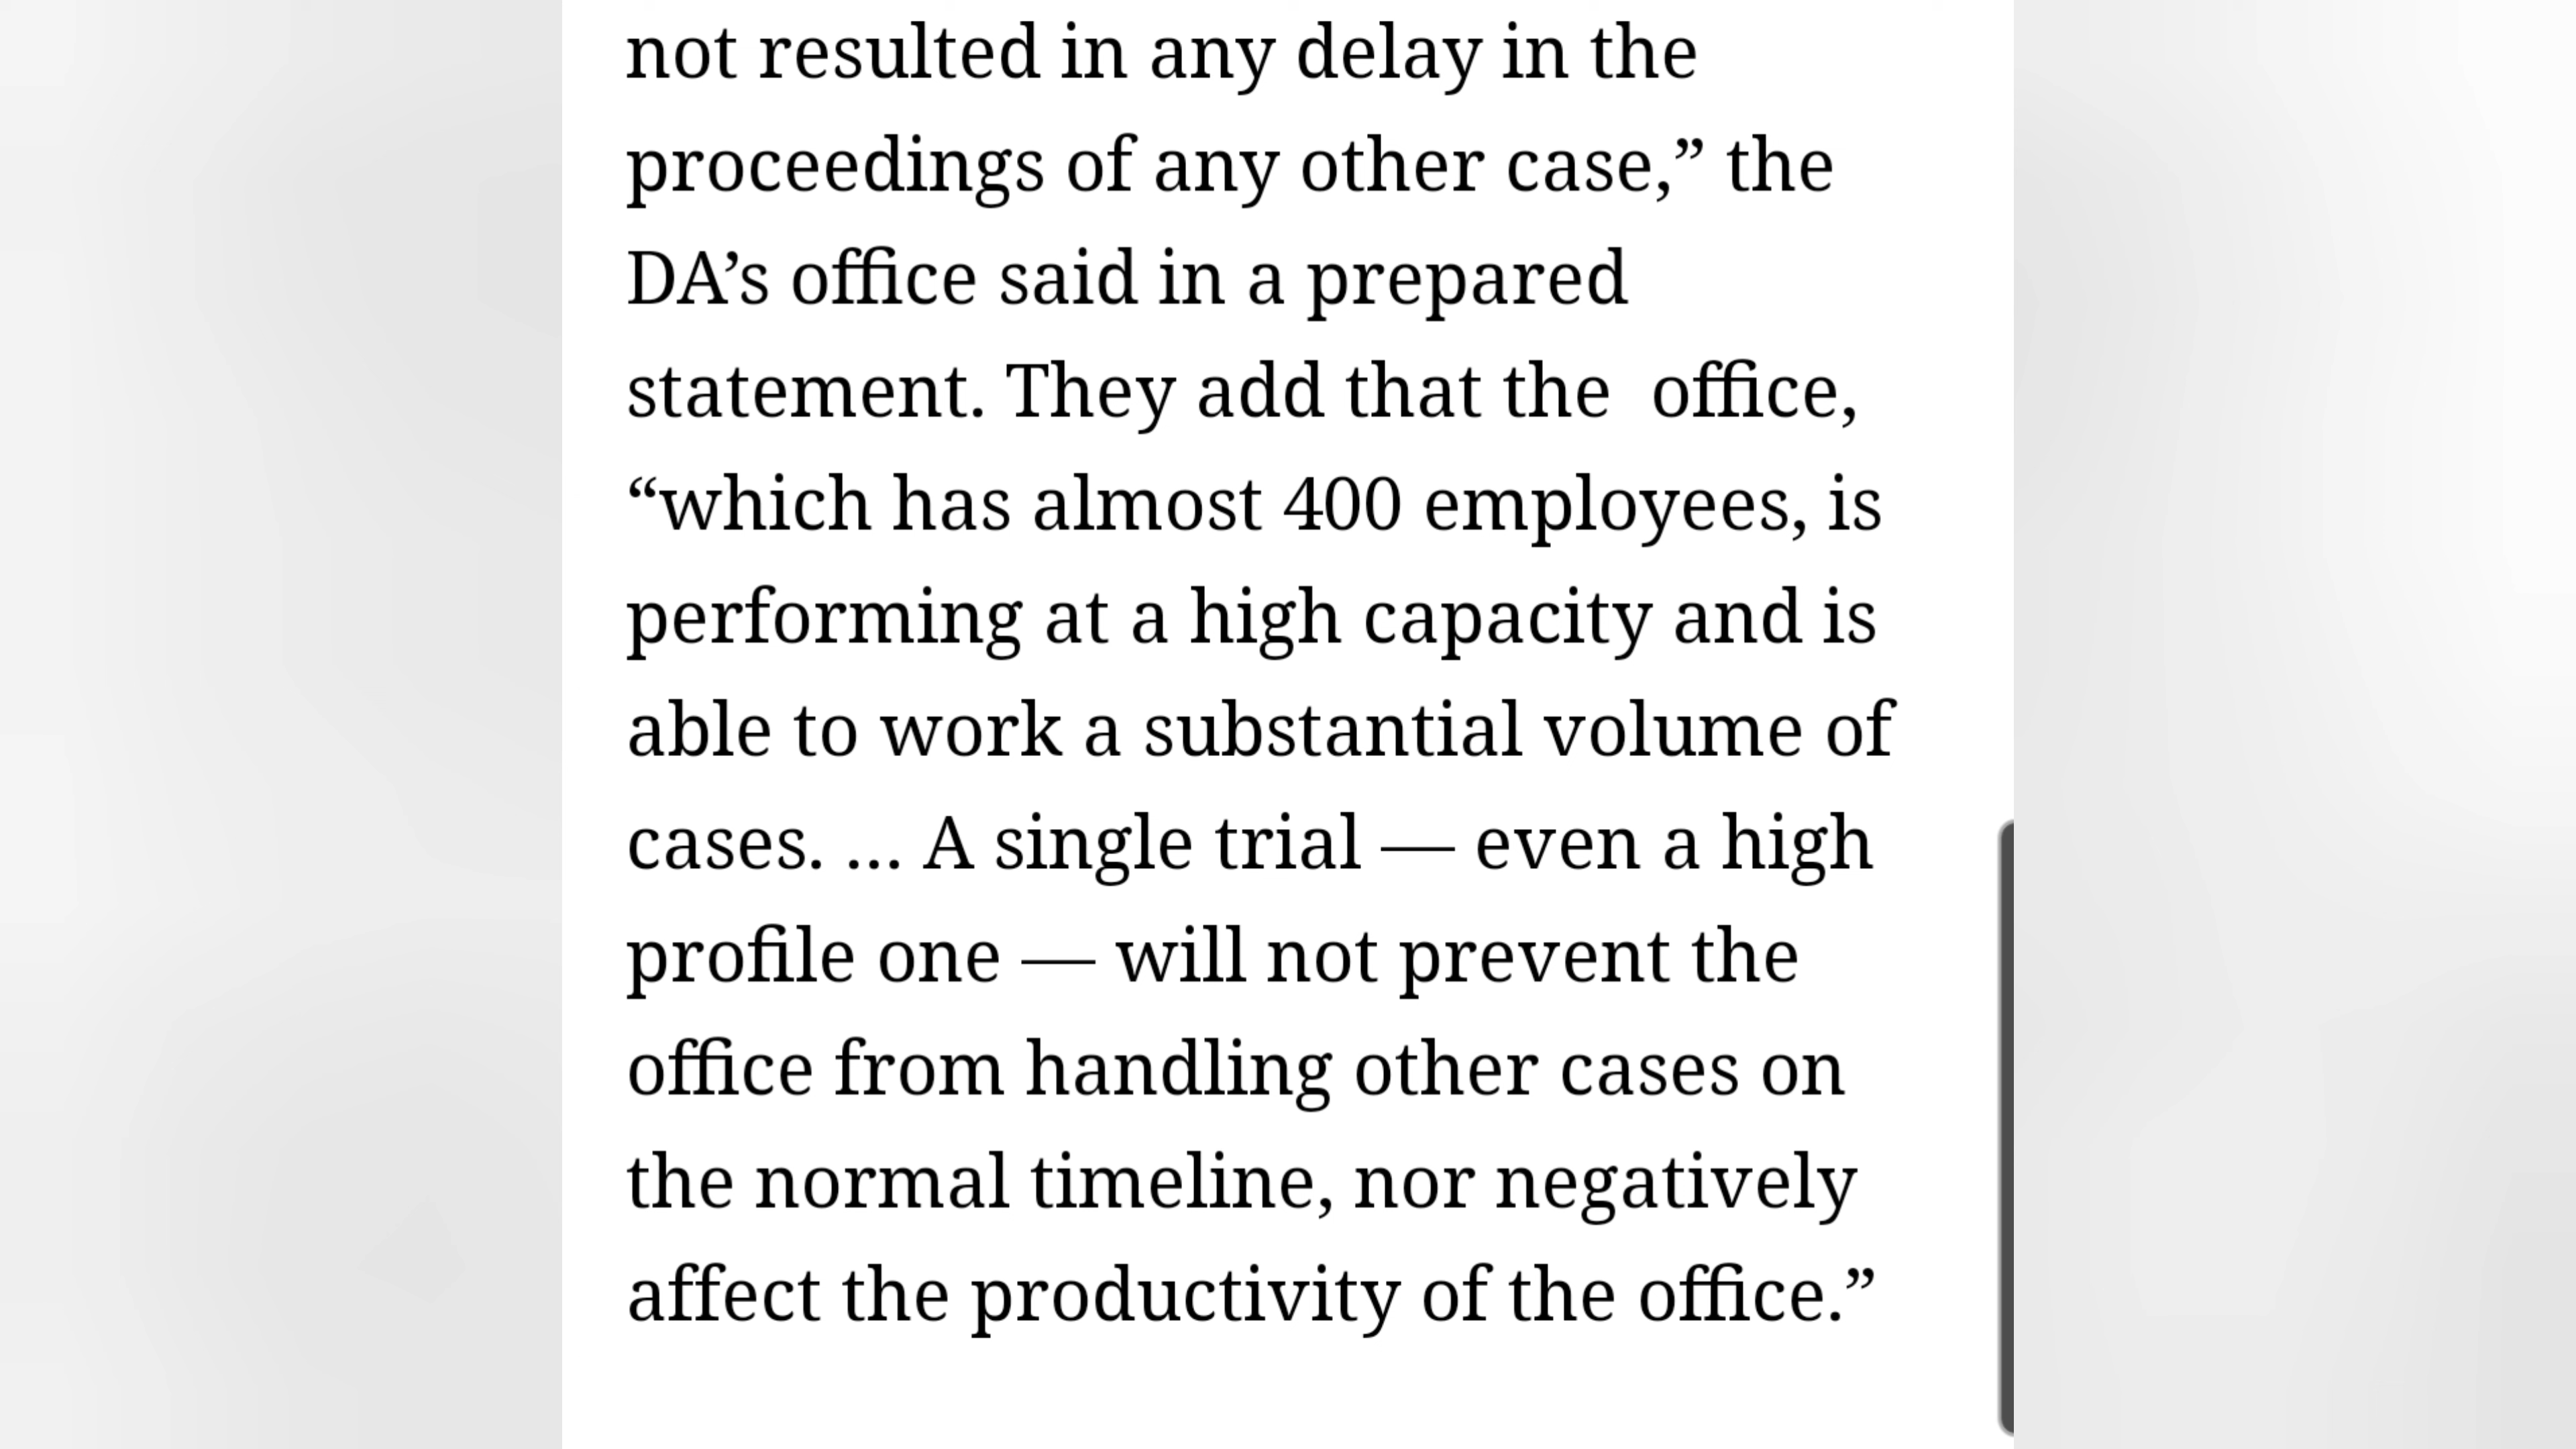 not resulted in any delay in the
proceedings of any other case,” the
DA’s office said in a prepared
statement. They add that the  office,
“which has almost 400 employees, is
performing at a high capacity and is
able to work a substantial volume of
cases. ... A single trial — even a high
profile one — will not prevent the
office from handling other cases on
the normal timeline, nor negatively
affect the productivity of the office.”